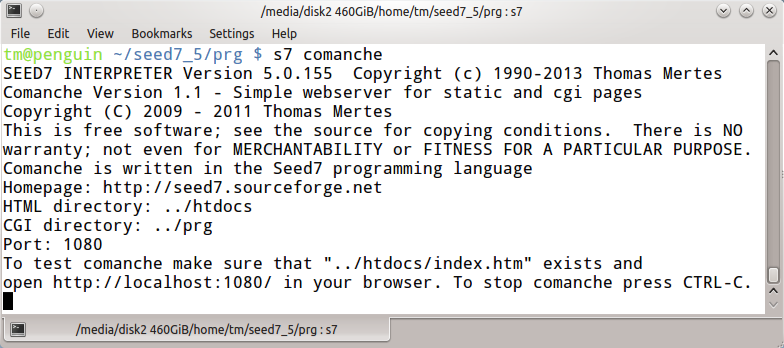 /media/disk2 460GiB/home/tm/seed7_5/prg : s7
File Edit View Bookmarks Settings Help
tm@penguin ~/seed7_5/prg $ s7 comanche
SEED7 INTERPRETER Version 5.0.155  Copyright (c) 1990-2013 Thomas Mertes
Comanche Version 1.1 - Simple webserver for static and cgi pages
Copyright (C) 2009 - 2011 Thomas Mertes
This is free software; see the source for copying conditions.  There is NO
warranty; not even for MERCHANTABILITY or FITNESS FOR A PARTICULAR PURPOSE.
Comanche is written in the Seed7 programming language
Homepage: http://seed7.sourceforge.net
HTML directory: ../htdocs
CGI directory: ../prg
Port: 1080
To test comanche make sure that "../htdocs/index.htm" exists and
open http://localhost:1080/ in your browser. To stop comanche press CTRL-C.
/media/disk2 460GiB/home/tm/seed7_5/prg : s7